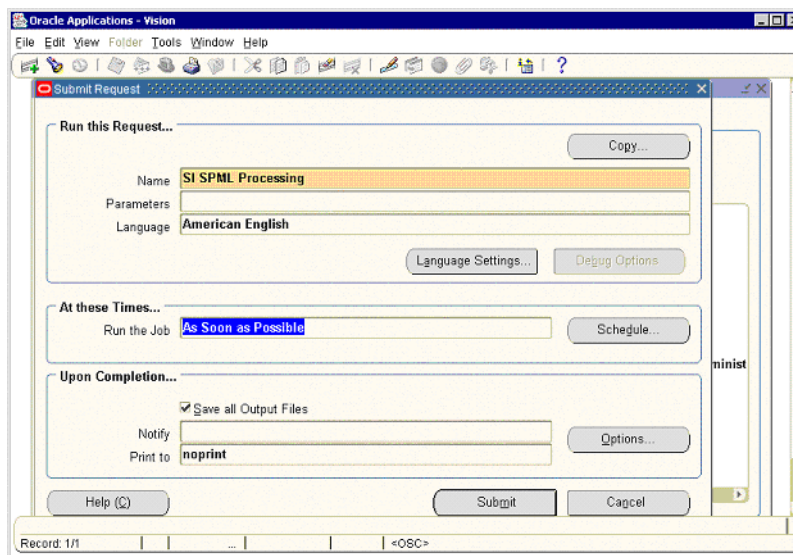 Oracle Applications - Vision
File Edit View Folder Tools Window Help
Submit Request
Run this Request...
Copy...
Name SI SPML Processing
Parameters
Language American English
Language Settings... Debug Options
At these Times...
Run the Job As Soon as Possible Schedule...
minist
Upon Completion...
Save all Output Files
Notify
Options...
Print to noprint
Help (C) Submit Cancel
Record: 1/1 ... <OSC>